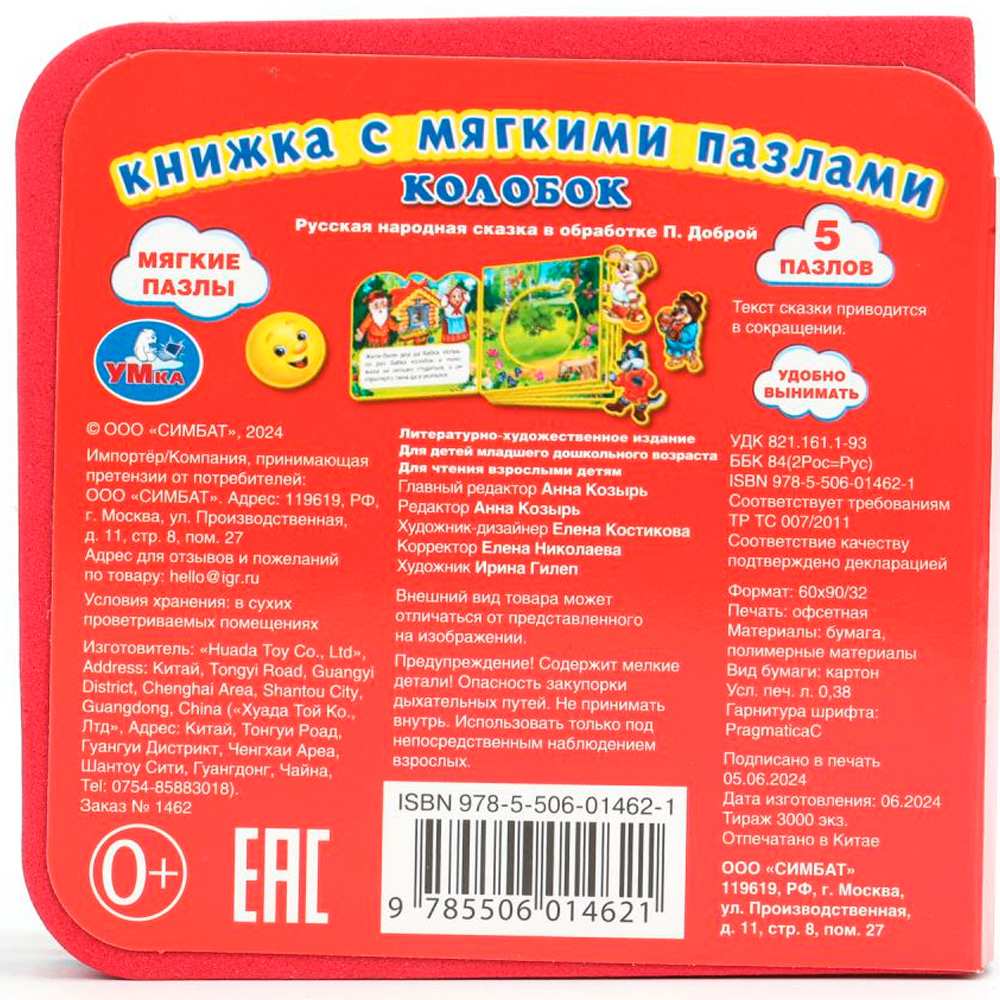 КНИЖКА С МЯГКИМИ ПАЗЛАМИ
КОЛОБОК
Русская народная сказка в обработке П. Доброй
МЯГКИЕ
ПАЗЛЫ
УМка
5
ПАЗЛОВ
Текст сказки приводится
в сокращении.
УДОБНО
ВЫНИМАТЬ
© ООО «СИМБАТ», 2024
Импортёр/Компания, принимающая
претензии от потребителей:
ООО «СИМБАТ». Адрес: 119619, РФ,
г. Москва, ул. Производственная,
д. 11, стр. 8, пом. 27
Адрес для отзывов и пожеланий
по товару: hello@igr.ru
Условия хранения: в сухих
проветриваемых помещениях
Изготовитель: «Huada Toy Co., Ltd»,
Address: Китай, Tongyi Road, Guangyi
District, Chenghai Area, Shantou City,
Guangdong, China («Хуада Той Ко.,
Лтд», Адрес: Китай, Тонгуи Роад,
Гуангуи Дистрикт, Ченгхаи Ареа,
Шантоу Сити, Гуангдонг, Чайна,
Tel: 0754-85883018).
Заказ № 1462
0+
EAC
Литературно-художественное издание
Для детей младшего дошкольного возраста
Для чтения взрослыми детям
Главный редактор Анна Козырь
Редактор Анна Козырь
Художник-дизайнер Елена Костикова
Корректор Елена Николаева
Художник Ирина Гилеп
Внешний вид товара может
отличаться от представленного
на изображении.
Предупреждение! Содержит мелкие
детали! Опасность закупорки
дыхательных путей. Не принимать
внутрь. Использовать только под
непосредственным наблюдением
взрослых.
ISBN 978-5-506-01462-1
9 785506 014621
УДК 821.161.1-93
ББК 84(2Рос=Рус)
ISBN 978-5-506-01462-1
Соответствует требованиям
ТР ТС 007/2011
Соответствие качеству
подтверждено декларацией
Формат: 60х90/32
Печать: офсетная
Материалы: бумага,
полимерные материалы
Вид бумаги: картон
Усл. печ. л. 0,38
Гарнитура шрифта:
PragmaticaC
Подписано в печать
05.06.2024
Дата изготовления: 06.2024
Тираж 3000 экз.
Отпечатано в Китае
ООО «СИМБАТ»
119619, РФ, г. Москва,
ул. Производственная,
д. 11, стр. 8, пом. 27